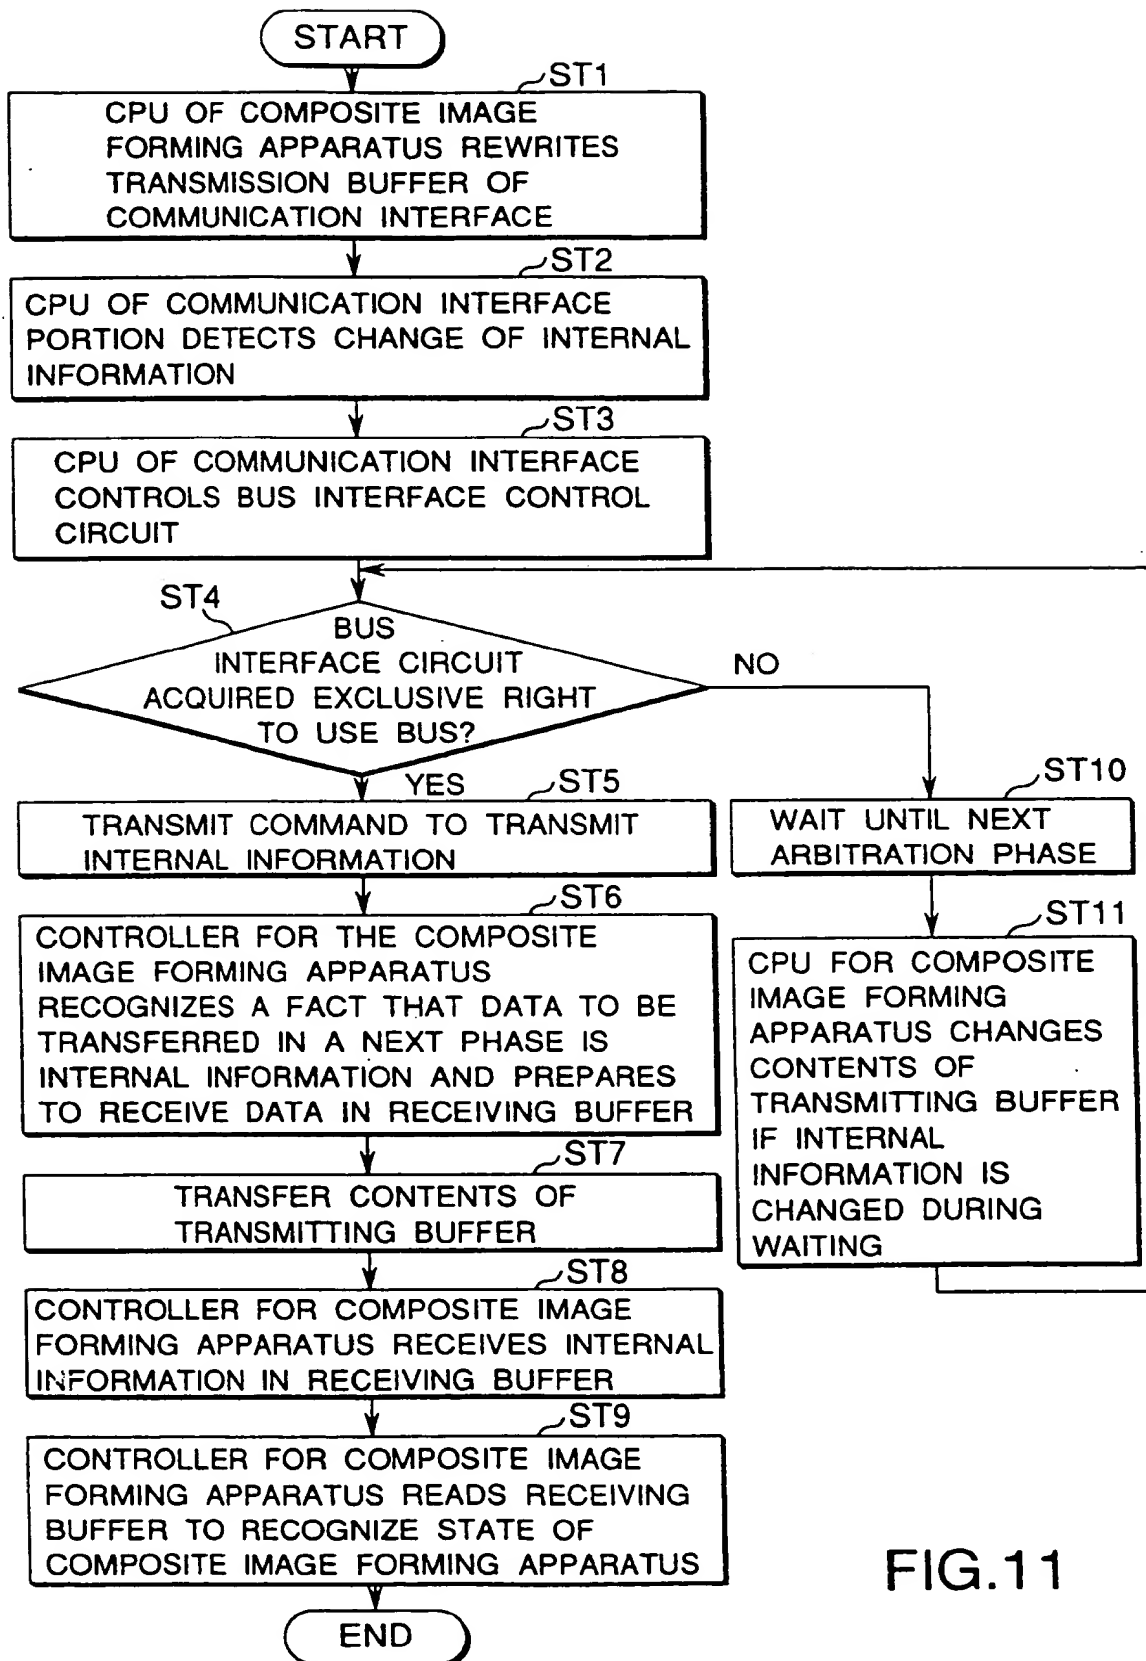 START
ST1
CPU OF COMPOSITE IMAGE
FORMING APPARATUS REWRITES
TRANSMISSION BUFFER OF
COMMUNICATION INTERFACE
ST2
CPU OF COMMUNICATION INTERFACE
PORTION DETECTS CHANGE OF INTERNAL
INFORMATION
ST3
CPU OF COMMUNICATION INTERFACE
CONTROLS BUS INTERFACE CONTROL
CIRCUIT
ST4
BUS
INTERFACE CIRCUIT
ACQUIRED EXCLUSIVE RIGHT
TO USE BUS?
NO
YES
ST5
TRANSMIT COMMAND TO TRANSMIT
INTERNAL INFORMATION
ST6
CONTROLLER FOR THE COMPOSITE
IMAGE FORMING APPARATUS
RECOGNIZES A FACT THAT DATA TO BE
TRANSFERRED IN A NEXT PHASE IS
INTERNAL INFORMATION AND PREPARES
TO RECEIVE DATA IN RECEIVING BUFFER
ST7
TRANSFER CONTENTS OF
TRANSMITTING BUFFER
ST8
CONTROLLER FOR COMPOSITE IMAGE
FORMING APPARATUS RECEIVES INTERNAL
INFORMATION IN RECEIVING BUFFER
ST9
CONTROLLER FOR COMPOSITE IMAGE
FORMING APPARATUS READS RECEIVING
BUFFER TO RECOGNIZE STATE OF
COMPOSITE IMAGE FORMING APPARATUS
END
ST10
WAIT UNTIL NEXT
ARBITRATION PHASE
ST11
CPU FOR COMPOSITE
IMAGE FORMING
APPARATUS CHANGES
CONTENTS OF
TRANSMITTING BUFFER
IF INTERNAL
INFORMATION IS
CHANGED DURING
WAITING
FIG.11